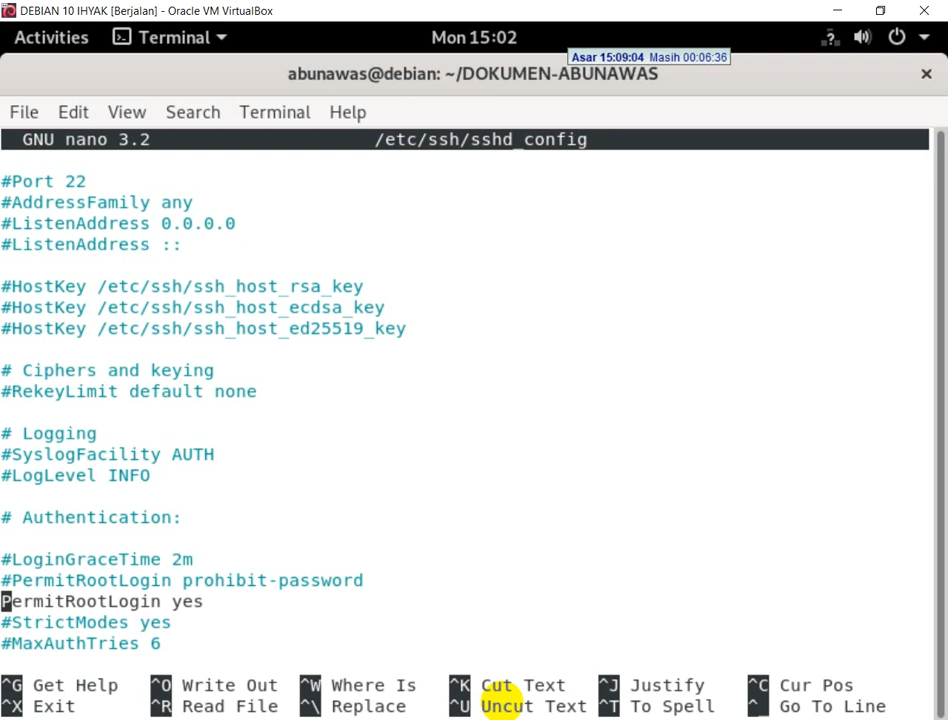 DEBIAN 10 IHYAK [Berjalan] - Oracle VM VirtualBox
Activities Terminal Mon 15:02
Asar 15:09:04 Masih 00:06:36
abunawas@debian: ~/DOKUMEN-ABUNAWAS
File Edit View Search Terminal Help
GNU nano 3.2 /etc/ssh/sshd_config
#Port 22
#AddressFamily any
#ListenAddress 0.0.0.0
#ListenAddress ::
#HostKey /etc/ssh/ssh_host_rsa_key
#HostKey /etc/ssh/ssh_host_ecdsa_key
#HostKey /etc/ssh/ssh_host_ed25519_key
# Ciphers and keying
#RekeyLimit default none
# Logging
#SyslogFacility AUTH
#LogLevel INFO
# Authentication:
#LoginGraceTime 2m
#PermitRootLogin prohibit-password
PermitRootLogin yes
#StrictModes yes
#MaxAuthTries 6
^G Get Help ^O Write Out ^W Where Is ^K Cut Text ^J Justify ^C Cur Pos
^X Exit ^R Read File ^\ Replace ^U Uncut Text ^T To Spell ^_ Go To Line